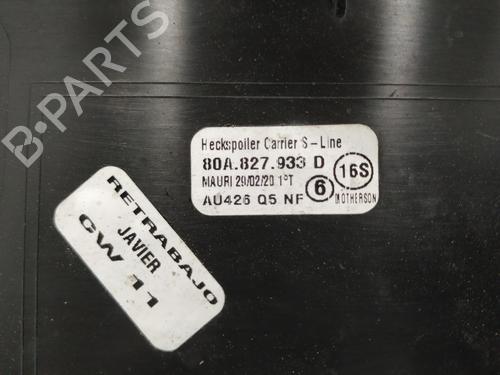 B-PARTS
Heckspoiler Carrier S-Line
80A.827.933 D
MAURI 29/02/20 1ºT
AU426 Q5 NF
6
16S
MOTHERSON
RETRABAJO
JAVIER
CW 11